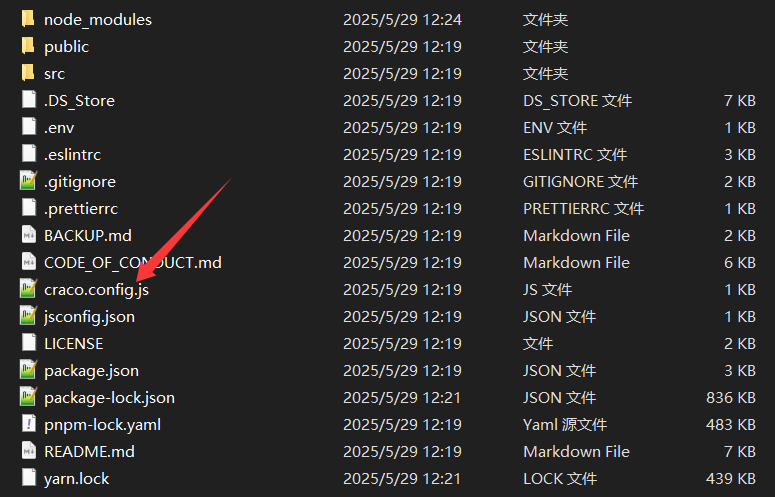 node_modules 2025/5/29 12:24 文件夹
public 2025/5/29 12:19 文件夹
src 2025/5/29 12:19 文件夹
.DS_Store 2025/5/29 12:19 DS_STORE 文件 7 KB
.env 2025/5/29 12:19 ENV 文件 1 KB
.eslintrc 2025/5/29 12:19 ESLINTRC 文件 3 KB
.gitignore 2025/5/29 12:19 GITIGNORE 文件 2 KB
.prettierrc 2025/5/29 12:19 PRETTIERRC 文件 1 KB
BACKUP.md 2025/5/29 12:19 Markdown File 2 KB
CODE_OF_CONDUCT.md 2025/5/29 12:19 Markdown File 6 KB
craco.config.js 2025/5/29 12:19 JS 文件 1 KB
jsconfig.json 2025/5/29 12:19 JSON 文件 1 KB
LICENSE 2025/5/29 12:19 文件 2 KB
package.json 2025/5/29 12:19 JSON 文件 3 KB
package-lock.json 2025/5/29 12:21 JSON 文件 836 KB
pnpm-lock.yaml 2025/5/29 12:19 Yaml 源文件 483 KB
README.md 2025/5/29 12:19 Markdown File 7 KB
yarn.lock 2025/5/29 12:21 LOCK 文件 439 KB